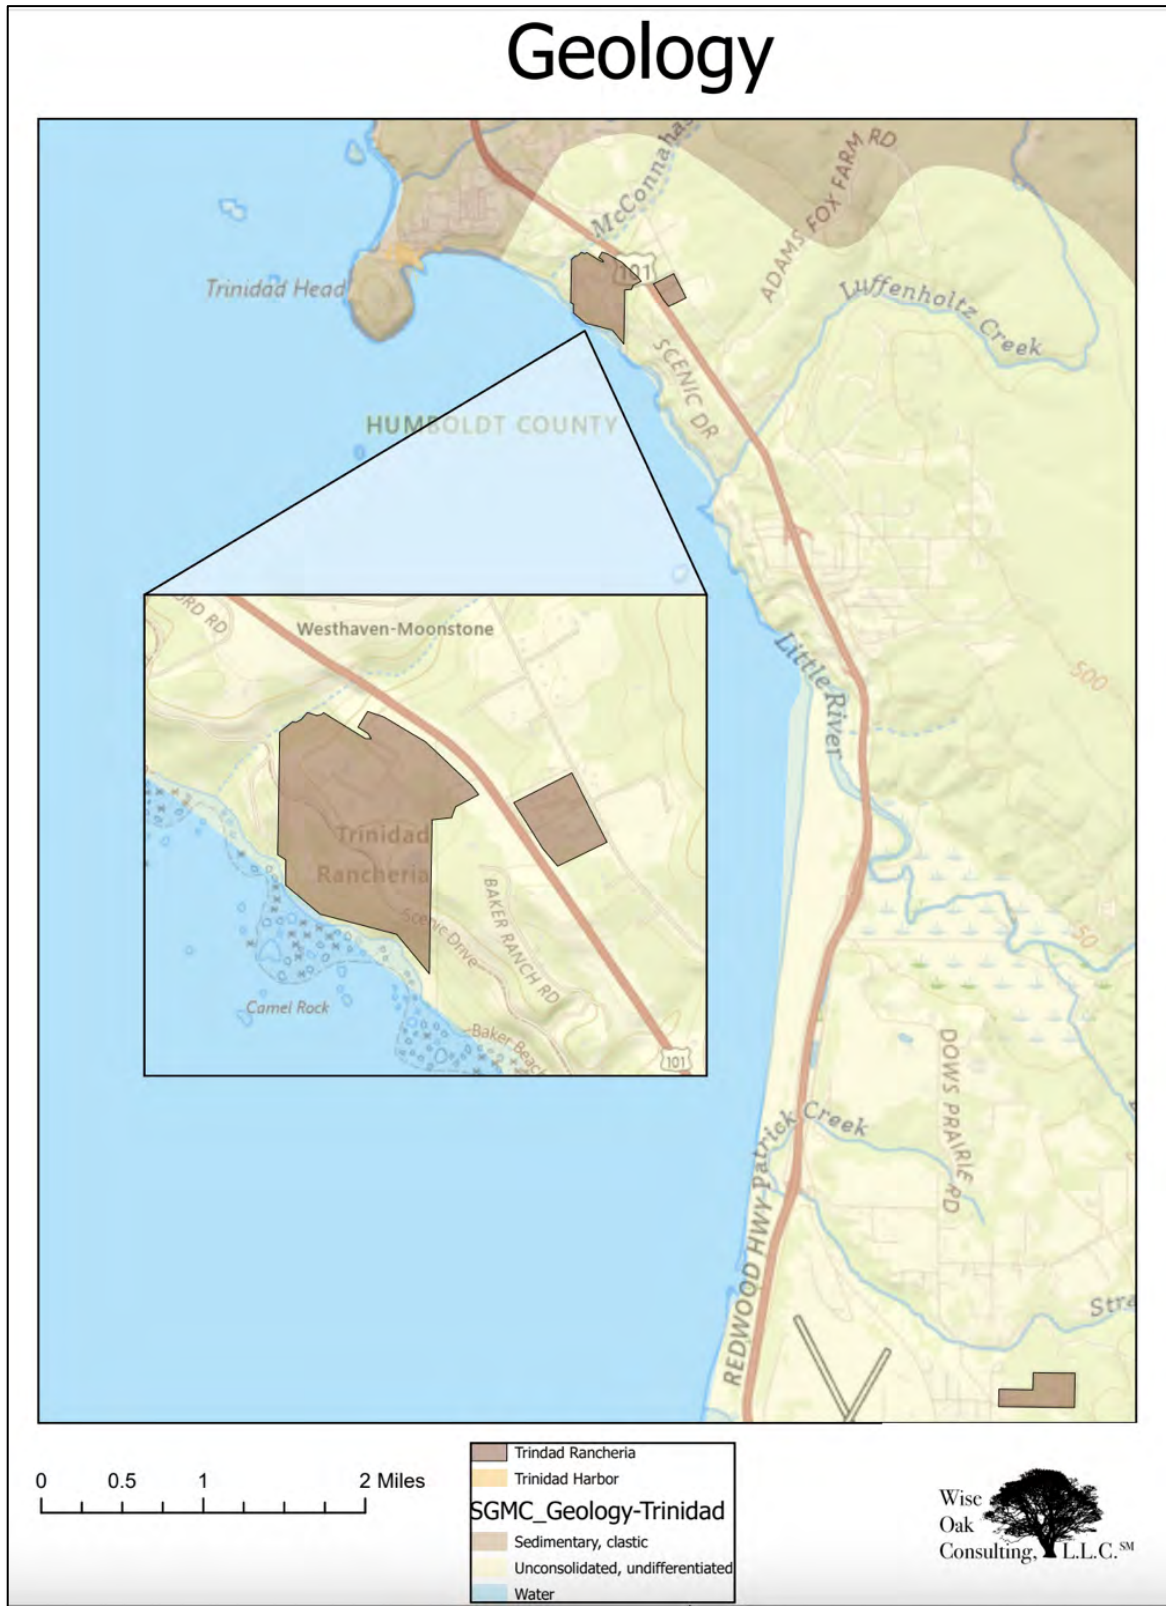 Geology
McConnahas
ADAMS FOX FARM RD
101
Trinidad Head
Luffenholtz Creek
SCENIC DR
HUMBOLDT COUNTY
Little River
500
50
DOWS PRAIRIE RD
Patrick Creek
REDWOOD HWY
Stra
ORD RD
Westhaven-Moonstone
Trinidad
Rancheria
Scenic Drive
BAKER RANCH RD
Camel Rock
Baker Beach
101
0 0.5 1 2 Miles
Trindad Rancheria
Trinidad Harbor
SGMC_Geology-Trinidad
Sedimentary, clastic
Unconsolidated, undifferentiated
Water
Wise
Oak
Consulting, L.L.C. SM